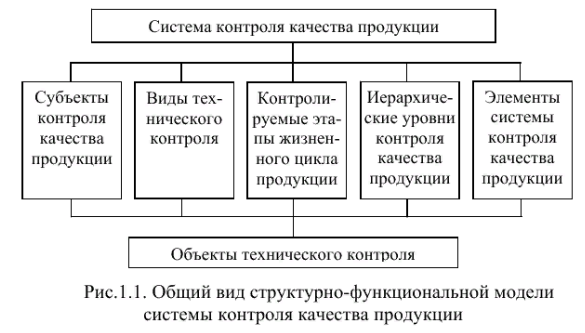 Система контроля качества продукции
Субъекты
контроля
качества
продукции
Виды тех-
нического
контроля
Контроли-
руемые эта-
пы жизнен-
ного цикла
продукции
Иерархиче-
ские уровни
контроля
качества
продукции
Элементы
системы
контроля
качества
продукции
Объекты технического контроля
Рис.1.1. Общий вид структурно-функциональной модели
системы контроля качества продукции